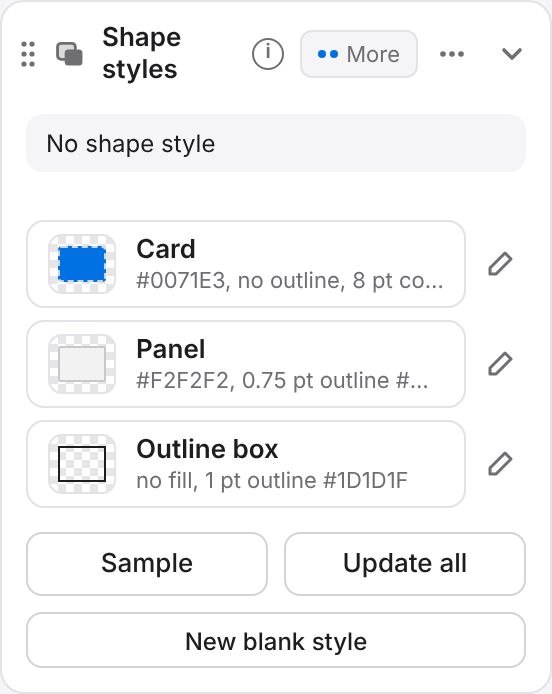 Shape
styles
More
No shape style
Card
#0071E3, no outline, 8 pt co...
Panel
#F2F2F2, 0.75 pt outline #...
Outline box
no fill, 1 pt outline #1D1D1F
Sample
Update all
New blank style